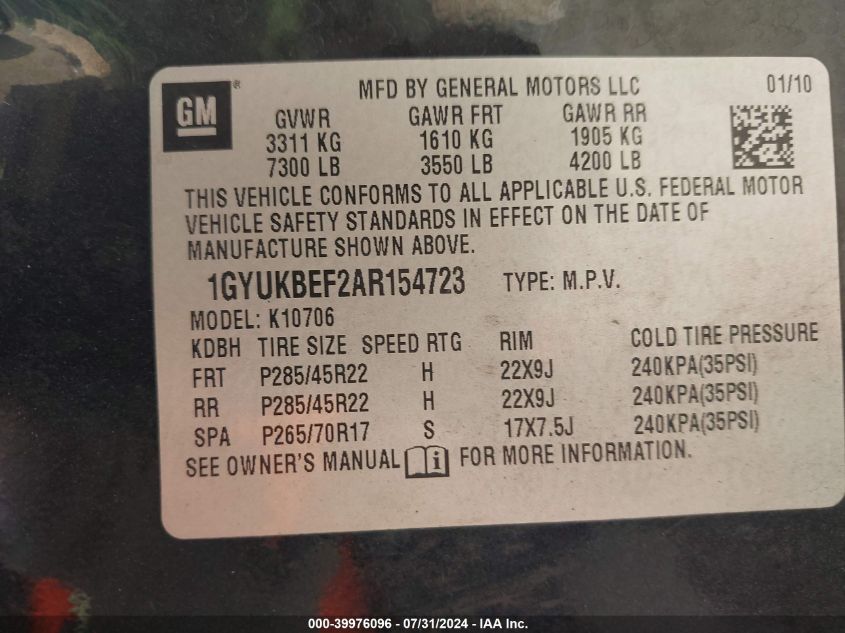 GM ®
MFD BY GENERAL MOTORS LLC 01/10
GVWR GAWR FRT GAWR RR
3311 KG 1610 KG 1905 KG
7300 LB 3550 LB 4200 LB
THIS VEHICLE CONFORMS TO ALL APPLICABLE U.S. FEDERAL MOTOR
VEHICLE SAFETY STANDARDS IN EFFECT ON THE DATE OF
MANUFACTURE SHOWN ABOVE.
1GYUKBEF2AR154723 TYPE: M.P.V.
MODEL: K10706
KDBH TIRE SIZE SPEED RTG RIM COLD TIRE PRESSURE
FRT P285/45R22 H 22X9J 240KPA(35PSI)
RR P285/45R22 H 22X9J 240KPA(35PSI)
SPA P265/70R17 S 17X7.5J 240KPA(35PSI)
SEE OWNER'S MANUAL i FOR MORE INFORMATION.
000-39976096 - 07/31/2024 - IAA Inc.